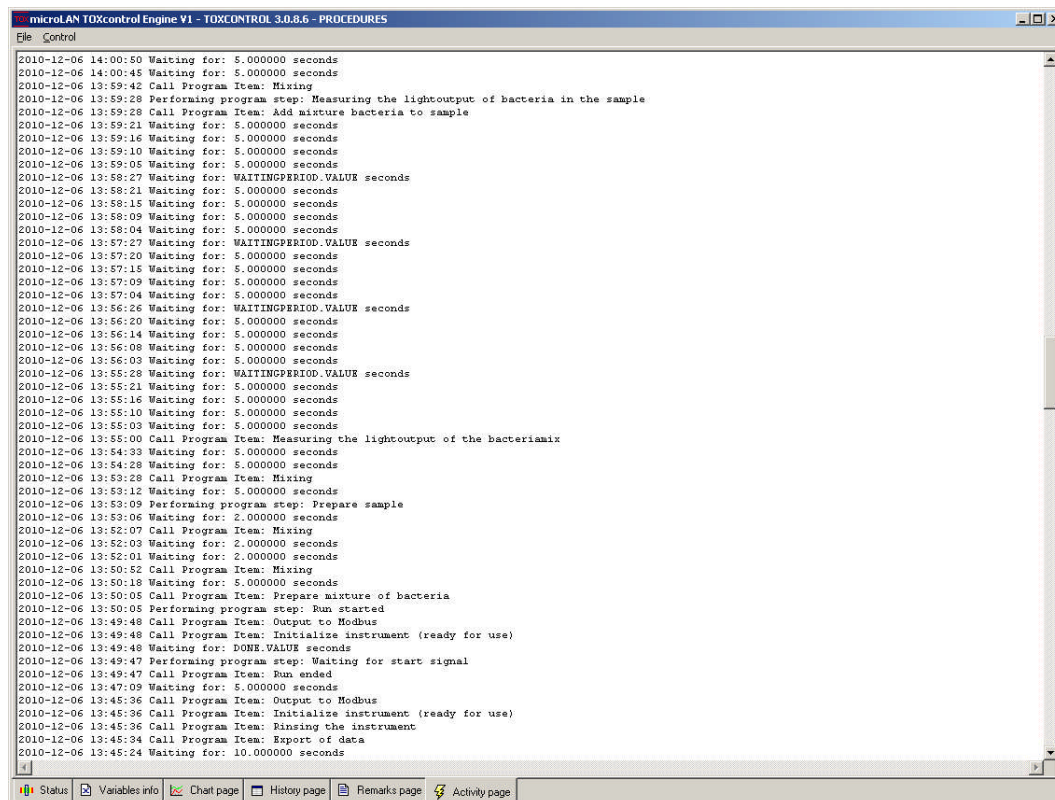 TOX microLAN TOXcontrol Engine V1 - TOXCONTROL 3.0.8.6 - PROCEDURES
File Control
2010-12-06 14:00:50 Waiting for: 5.000000 seconds
2010-12-06 14:00:45 Waiting for: 5.000000 seconds
2010-12-06 13:59:42 Call Program Item: Mixing
2010-12-06 13:59:28 Performing program step: Measuring the lightoutput of bacteria in the sample
2010-12-06 13:59:28 Call Program Item: Add mixture bacteria to sample
2010-12-06 13:59:21 Waiting for: 5.000000 seconds
2010-12-06 13:59:16 Waiting for: 5.000000 seconds
2010-12-06 13:59:10 Waiting for: 5.000000 seconds
2010-12-06 13:59:05 Waiting for: 5.000000 seconds
2010-12-06 13:58:27 Waiting for: WAITINGPERIOD.VALUE seconds
2010-12-06 13:58:21 Waiting for: 5.000000 seconds
2010-12-06 13:58:15 Waiting for: 5.000000 seconds
2010-12-06 13:58:09 Waiting for: 5.000000 seconds
2010-12-06 13:58:04 Waiting for: 5.000000 seconds
2010-12-06 13:57:27 Waiting for: WAITINGPERIOD.VALUE seconds
2010-12-06 13:57:20 Waiting for: 5.000000 seconds
2010-12-06 13:57:15 Waiting for: 5.000000 seconds
2010-12-06 13:57:09 Waiting for: 5.000000 seconds
2010-12-06 13:57:04 Waiting for: 5.000000 seconds
2010-12-06 13:56:26 Waiting for: WAITINGPERIOD.VALUE seconds
2010-12-06 13:56:20 Waiting for: 5.000000 seconds
2010-12-06 13:56:14 Waiting for: 5.000000 seconds
2010-12-06 13:56:08 Waiting for: 5.000000 seconds
2010-12-06 13:56:03 Waiting for: 5.000000 seconds
2010-12-06 13:55:28 Waiting for: WAITINGPERIOD.VALUE seconds
2010-12-06 13:55:21 Waiting for: 5.000000 seconds
2010-12-06 13:55:16 Waiting for: 5.000000 seconds
2010-12-06 13:55:10 Waiting for: 5.000000 seconds
2010-12-06 13:55:03 Waiting for: 5.000000 seconds
2010-12-06 13:55:00 Call Program Item: Measuring the lightoutput of the bacteriamix
2010-12-06 13:54:33 Waiting for: 5.000000 seconds
2010-12-06 13:54:28 Waiting for: 5.000000 seconds
2010-12-06 13:53:28 Call Program Item: Mixing
2010-12-06 13:53:12 Waiting for: 5.000000 seconds
2010-12-06 13:53:09 Performing program step: Prepare sample
2010-12-06 13:53:06 Waiting for: 2.000000 seconds
2010-12-06 13:52:07 Call Program Item: Mixing
2010-12-06 13:52:03 Waiting for: 2.000000 seconds
2010-12-06 13:52:01 Waiting for: 2.000000 seconds
2010-12-06 13:50:52 Call Program Item: Mixing
2010-12-06 13:50:18 Waiting for: 5.000000 seconds
2010-12-06 13:50:05 Call Program Item: Prepare mixture of bacteria
2010-12-06 13:50:05 Performing program step: Run started
2010-12-06 13:49:48 Call Program Item: Output to Modbus
2010-12-06 13:49:48 Call Program Item: Initialize instrument (ready for use)
2010-12-06 13:49:48 Waiting for: DONE.VALUE seconds
2010-12-06 13:49:47 Performing program step: Waiting for start signal
2010-12-06 13:49:47 Call Program Item: Run ended
2010-12-06 13:47:09 Waiting for: 5.000000 seconds
2010-12-06 13:45:36 Call Program Item: Output to Modbus
2010-12-06 13:45:36 Call Program Item: Initialize instrument (ready for use)
2010-12-06 13:45:36 Call Program Item: Rinsing the instrument
2010-12-06 13:45:34 Call Program Item: Export of data
2010-12-06 13:45:24 Waiting for: 10.000000 seconds
Status Variables info Chart page History page Remarks page Activity page